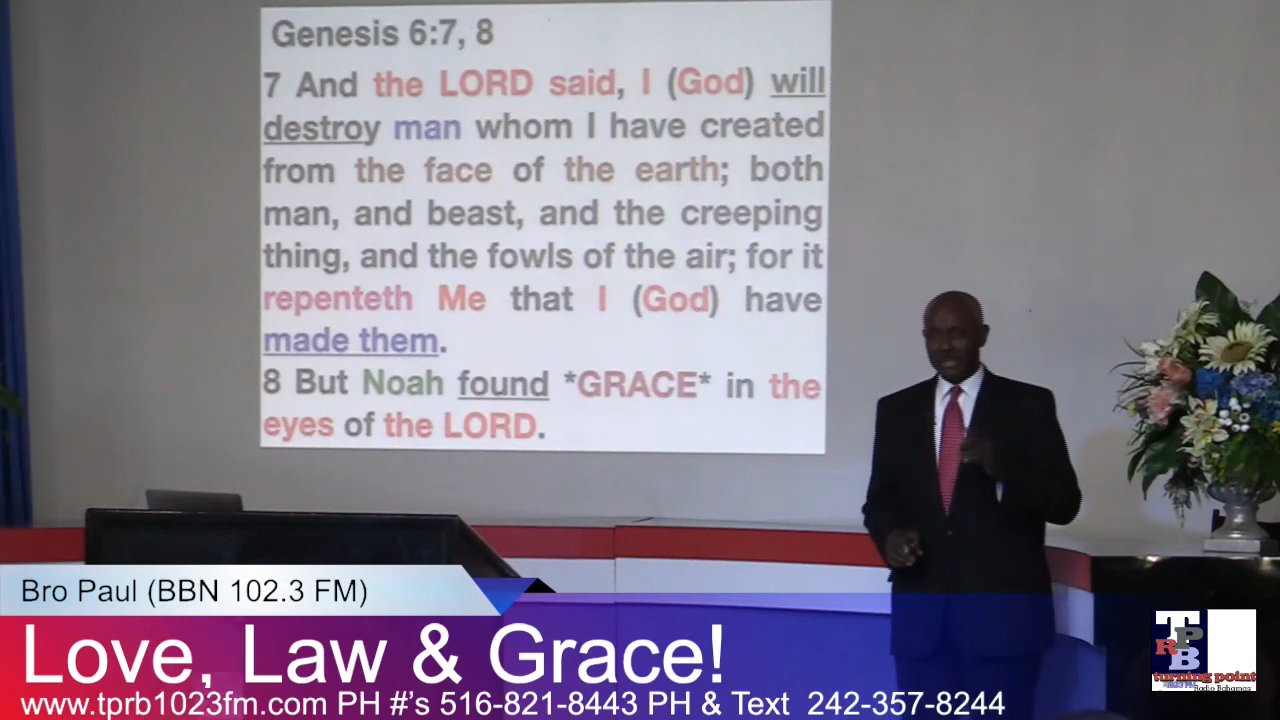 Genesis 6:7, 8
7 And the LORD said, I (God) will
destroy man whom I have created
from the face of the earth; both
man, and beast, and the creeping
thing, and the fowls of the air; for it
repenteth Me that I (God) have
made them.
8 But Noah found *GRACE* in the
eyes of the LORD.
Bro Paul (BBN 102.3 FM)
Love, Law & Grace!
www.tprb1023fm.com PH #'s 516-821-8443 PH & Text 242-357-8244
TPRB
turning point
Radio Bahamas